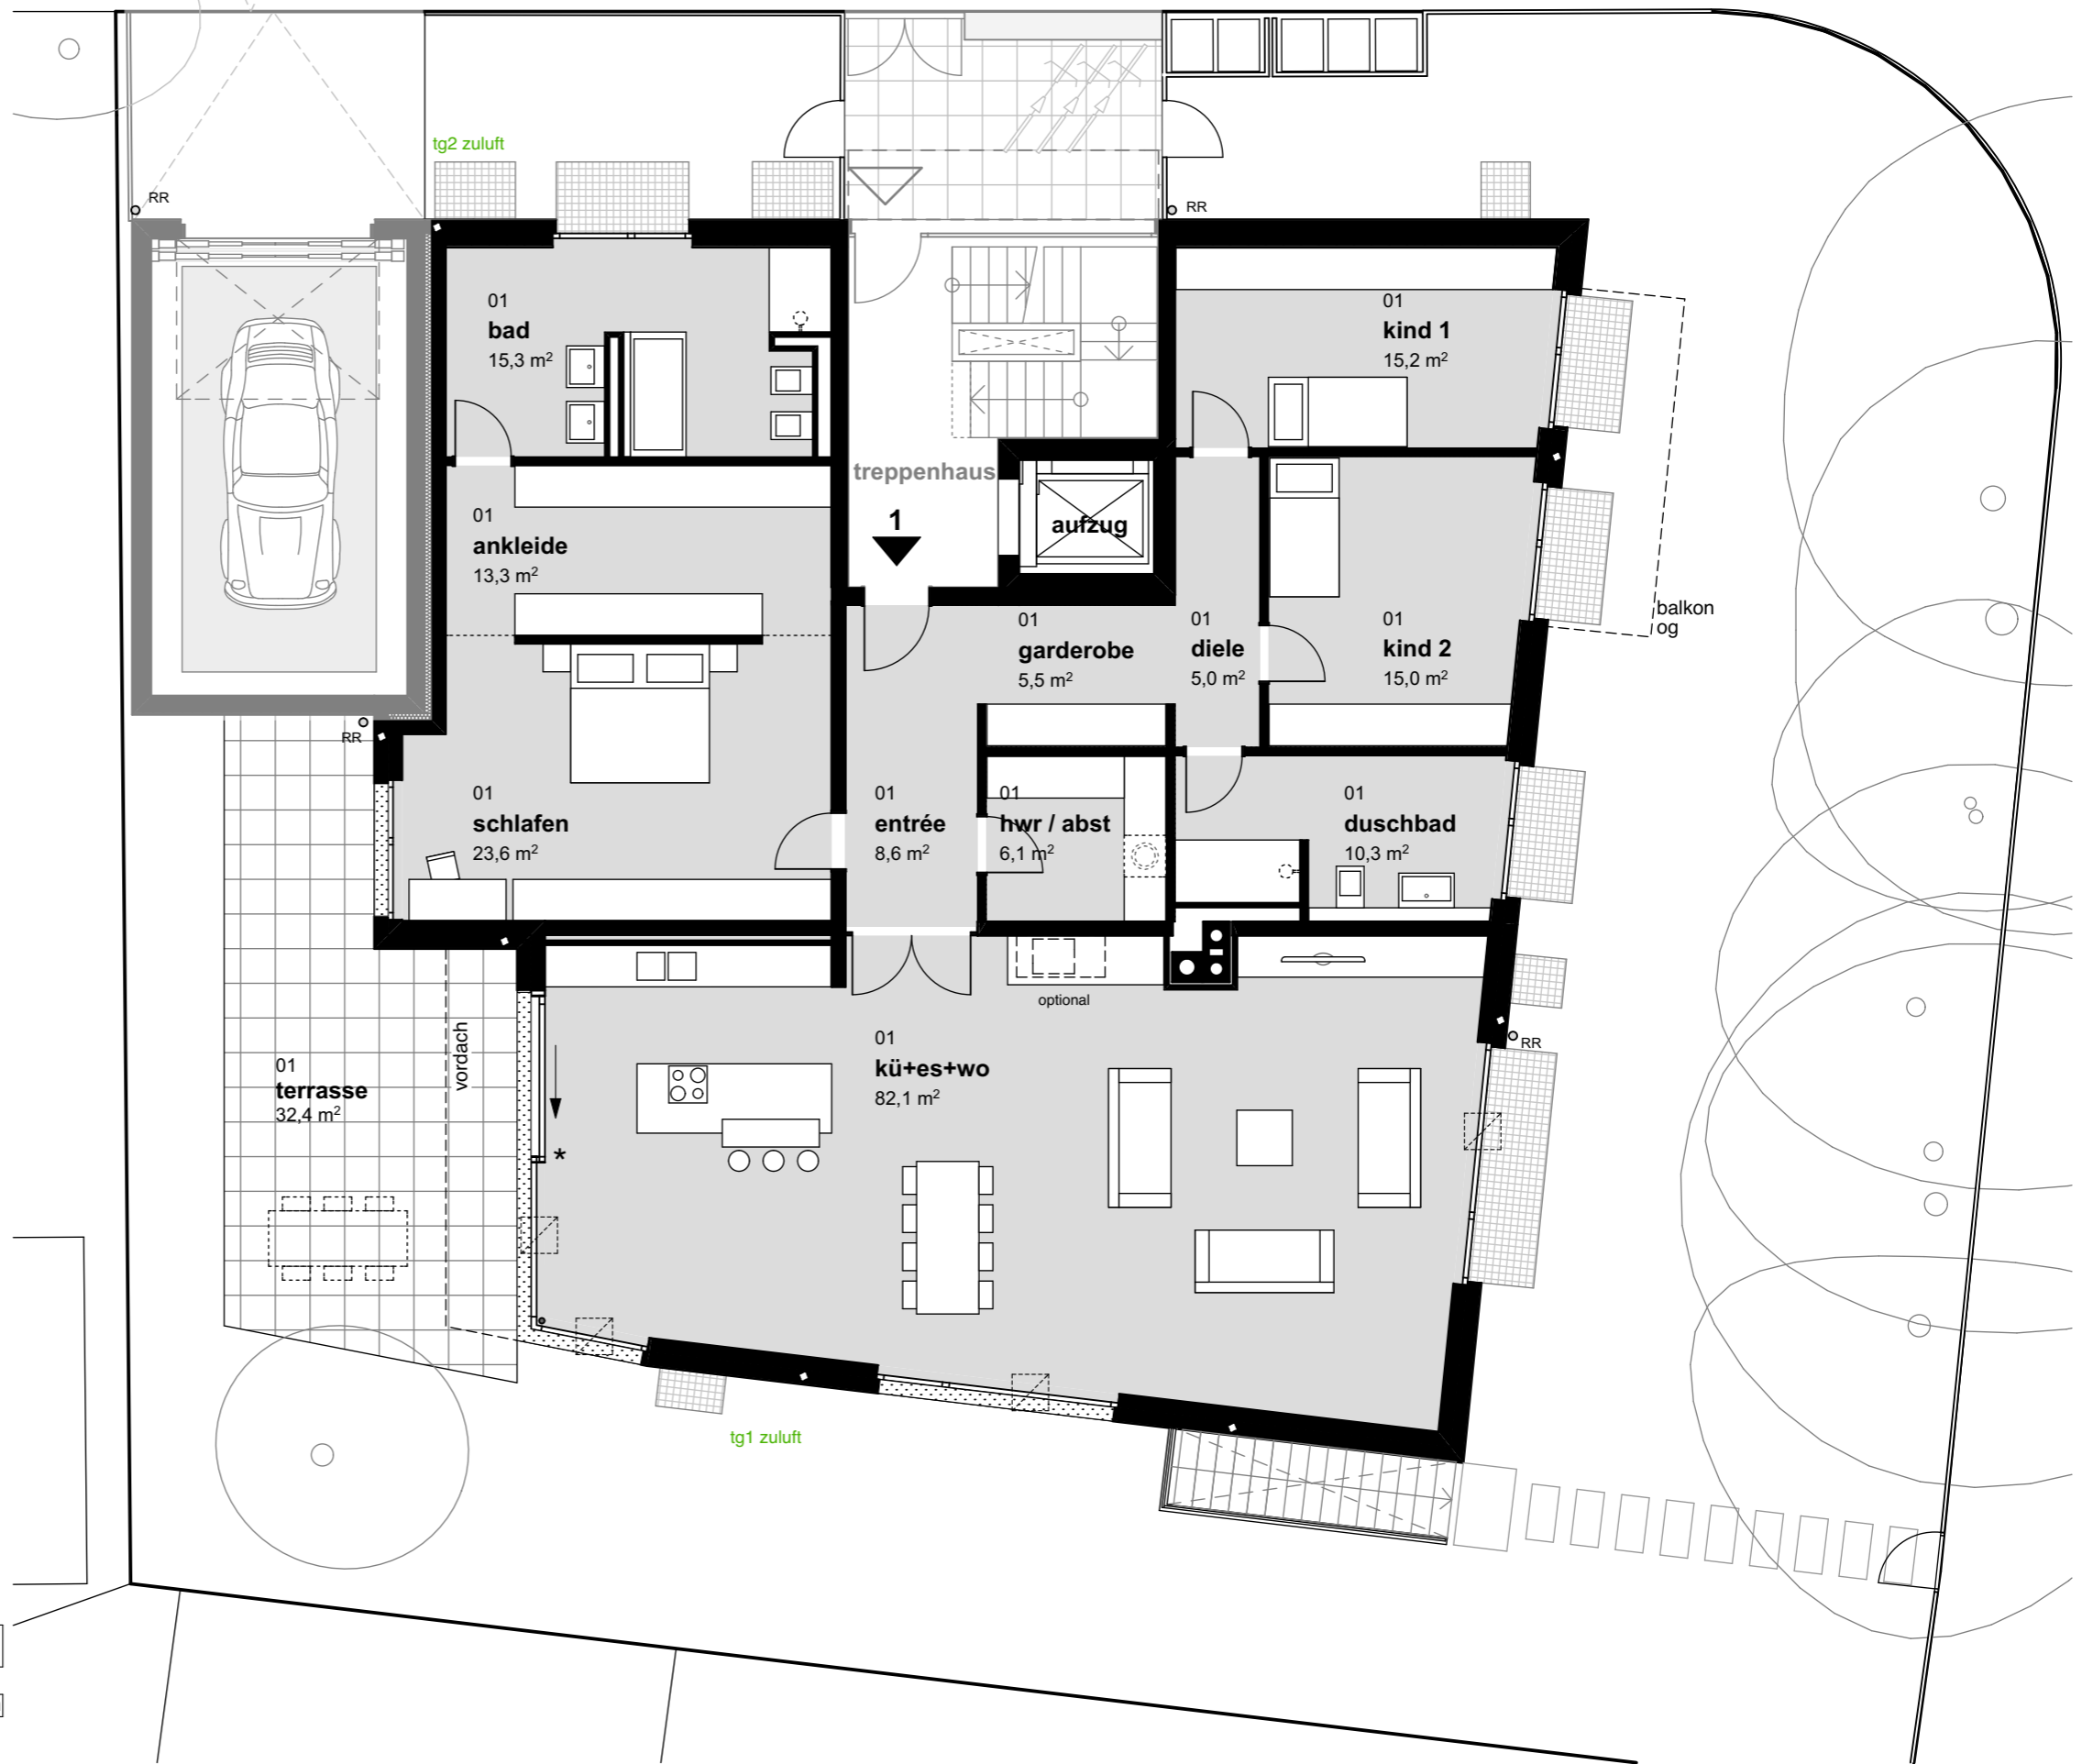 tg2 zuluft
RR
RR
01
bad
15,3 m²
01
kind 1
15,2 m²
treppenhaus
1
aufzug
01
ankleide
13,3 m²
01
garderobe
5,5 m²
01
diele
5,0 m²
01
kind 2
15,0 m²
balkon
og
RR
01
schlafen
23,6 m²
01
entrée
8,6 m²
01
hwr / abst
6,1 m²
01
duschbad
10,3 m²
optional
vordach
RR
01
terrasse
32,4 m²
01
kü+es+wo
82,1 m²
*
tg1 zuluft